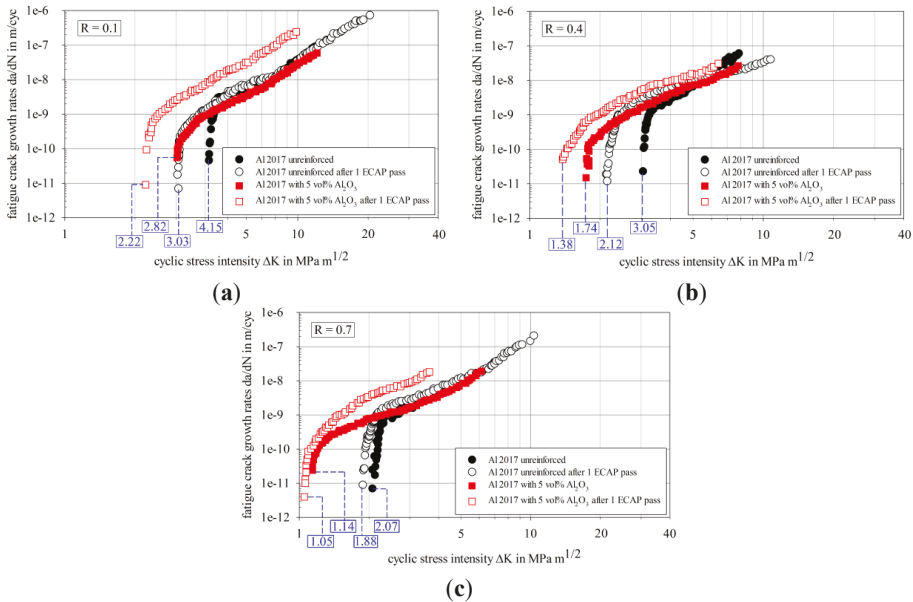 fatigue crack growth rates da/dN in m/cyc
1e-6
1e-7
1e-8
1e-9
1e-10
1e-11
1e-12
R = 0.1
Al 2017 unreinforced
Al 2017 unreinforced after 1 ECAP pass
Al 2017 with 5 vol% Al₂O₃
Al 2017 with 5 vol% Al₂O₃ after 1 ECAP pass
1 2.22 2.82 3.03 4.15 5 10 20 40
cyclic stress intensity ΔK in MPa m^1/2
(a)
fatigue crack growth rates da/dN in m/cyc
1e-6
1e-7
1e-8
1e-9
1e-10
1e-11
1e-12
R = 0.4
Al 2017 unreinforced
Al 2017 unreinforced after 1 ECAP pass
Al 2017 with 5 vol% Al₂O₃
Al 2017 with 5 vol% Al₂O₃ after 1 ECAP pass
1 1.38 1.74 2.12 3.05 5 10 20 40
cyclic stress intensity ΔK in MPa m^1/2
(b)
fatigue crack growth rates da/dN in m/cyc
1e-6
1e-7
1e-8
1e-9
1e-10
1e-11
1e-12
R = 0.7
Al 2017 unreinforced
Al 2017 unreinforced after 1 ECAP pass
Al 2017 with 5 vol% Al₂O₃
Al 2017 with 5 vol% Al₂O₃ after 1 ECAP pass
1 1.05 1.14 1.88 2.07 5 10 20 40
cyclic stress intensity ΔK in MPa m^1/2
(c)